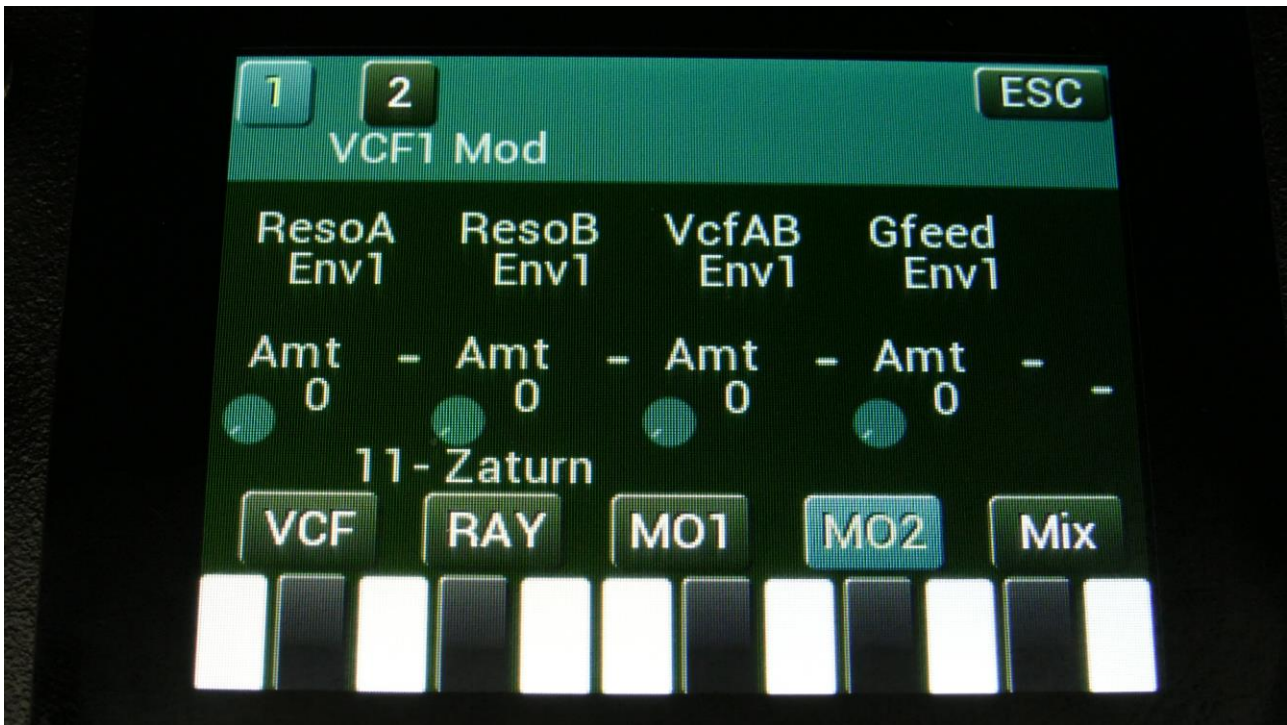 1 2 ESC
VCF1 Mod
ResoA ResoB VcfAB Gfeed
Env1 Env1 Env1 Env1
Amt - Amt - Amt - Amt -
0 0 0 0 -
11- Zaturn
VCF RAY MO1 MO2 Mix